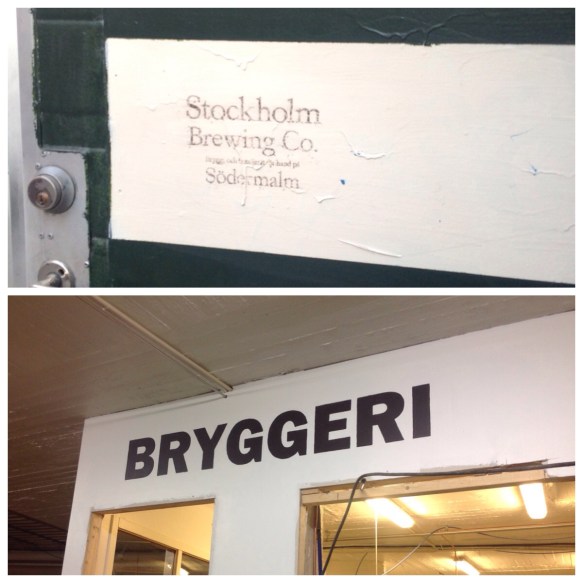 Stockholm
Brewing Co.
Södermalm
BRYGGERI